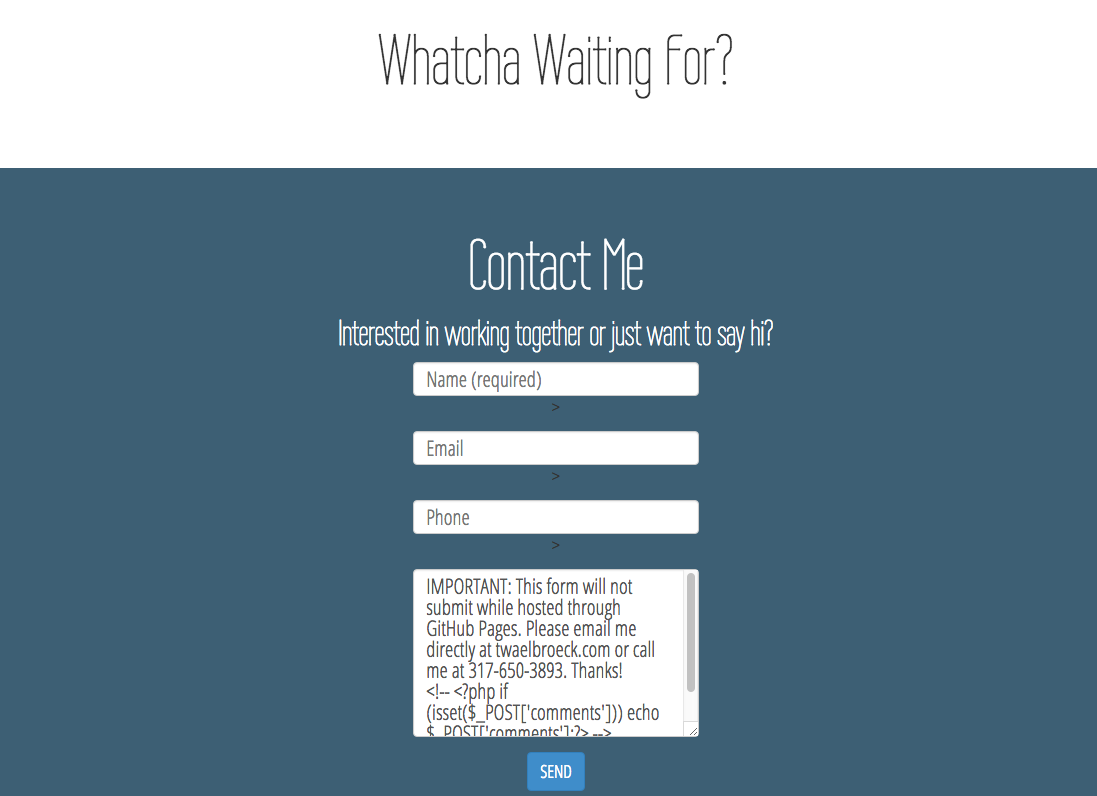 Whatcha Waiting For?
Contact Me
Interested in working together or just want to say hi?
Name (required)
>
Email
>
Phone
>
IMPORTANT: This form will not
submit while hosted through
GitHub Pages. Please email me
directly at twaelbroeck.com or call
me at 317-650-3893. Thanks!
<!-- <?php if
(isset($_POST['comments'])) echo
$_POST['comments'];?> -->
SEND